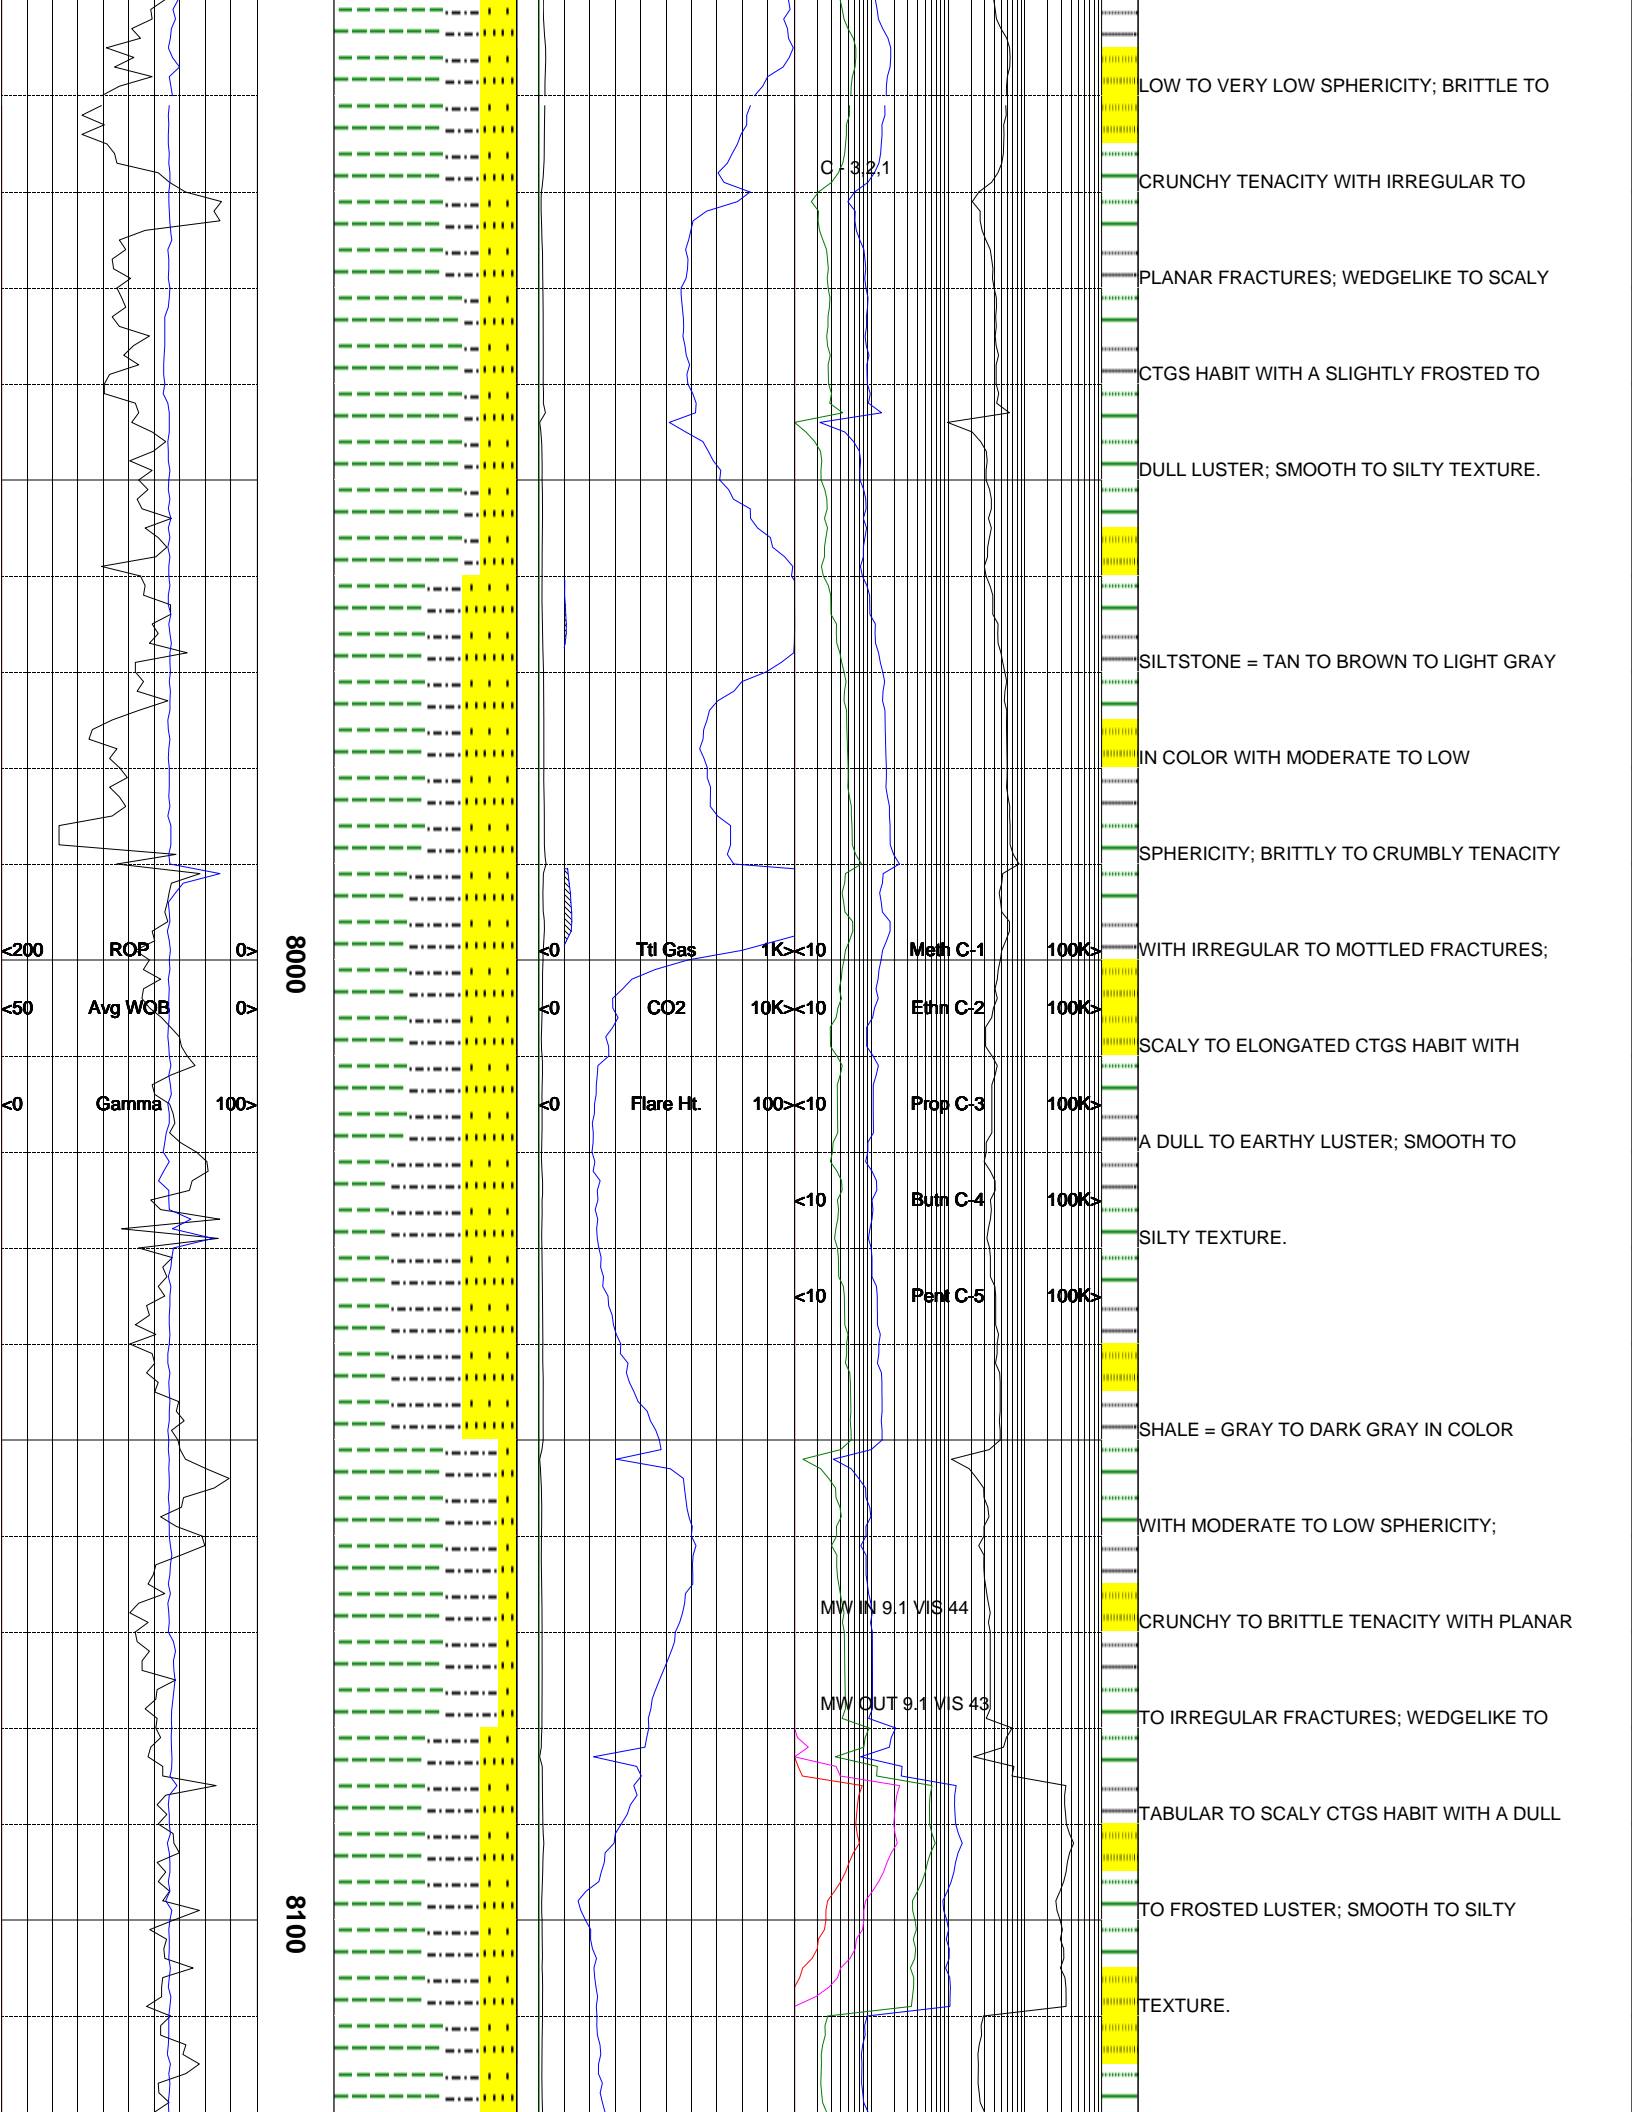 LOW TO VERY LOW SPHERICITY; BRITTLE TO
C - 3,2,1
CRUNCHY TENACITY WITH IRREGULAR TO
PLANAR FRACTURES; WEDGELIKE TO SCALY
CTGS HABIT WITH A SLIGHTLY FROSTED TO
DULL LUSTER; SMOOTH TO SILTY TEXTURE.
SILTSTONE = TAN TO BROWN TO LIGHT GRAY
IN COLOR WITH MODERATE TO LOW
SPHERICITY; BRITTLY TO CRUMBLY TENACITY
<200 ROP 0> 8000 <0 Ttl Gas 1K> <10 Meth C-1 100K> WITH IRREGULAR TO MOTTLED FRACTURES;
<50 Avg WOB 0> <0 CO2 10K> <10 Ethn C-2 100K>
SCALY TO ELONGATED CTGS HABIT WITH
<0 Gamma 100> <0 Flare Ht. 100> <10 Prop C-3 100K>
A DULL TO EARTHY LUSTER; SMOOTH TO
<10 Butn C-4 100K>
SILTY TEXTURE.
<10 Pent C-5 100K>
SHALE = GRAY TO DARK GRAY IN COLOR
WITH MODERATE TO LOW SPHERICITY;
MW IN 9.1 VIS 44
CRUNCHY TO BRITTLE TENACITY WITH PLANAR
MW OUT 9.1 VIS 43
TO IRREGULAR FRACTURES; WEDGELIKE TO
TABULAR TO SCALY CTGS HABIT WITH A DULL
8100 TO FROSTED LUSTER; SMOOTH TO SILTY
TEXTURE.